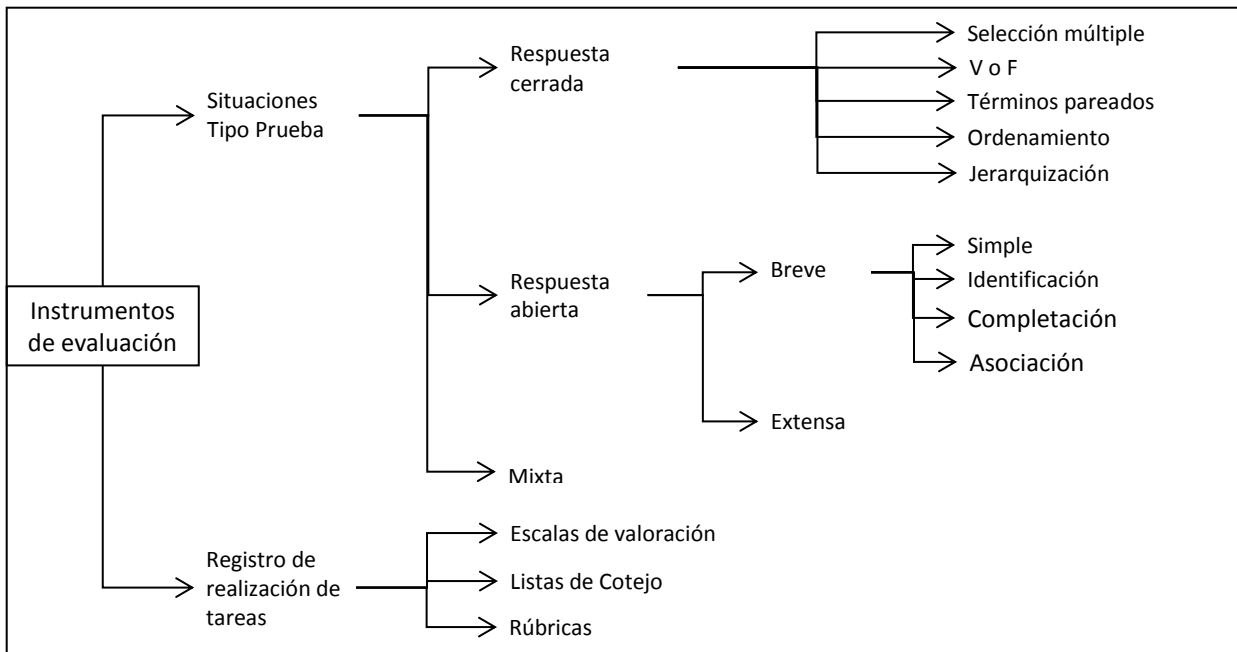 Instrumentos
de evaluación
Situaciones
Tipo Prueba
Respuesta
cerrada
Selección múltiple
V o F
Términos pareados
Ordenamiento
Jerarquización
Respuesta
abierta
Breve
Simple
Identificación
Completación
Asociación
Extensa
Mixta
Registro de
realización de
tareas
Escalas de valoración
Listas de Cotejo
Rúbricas